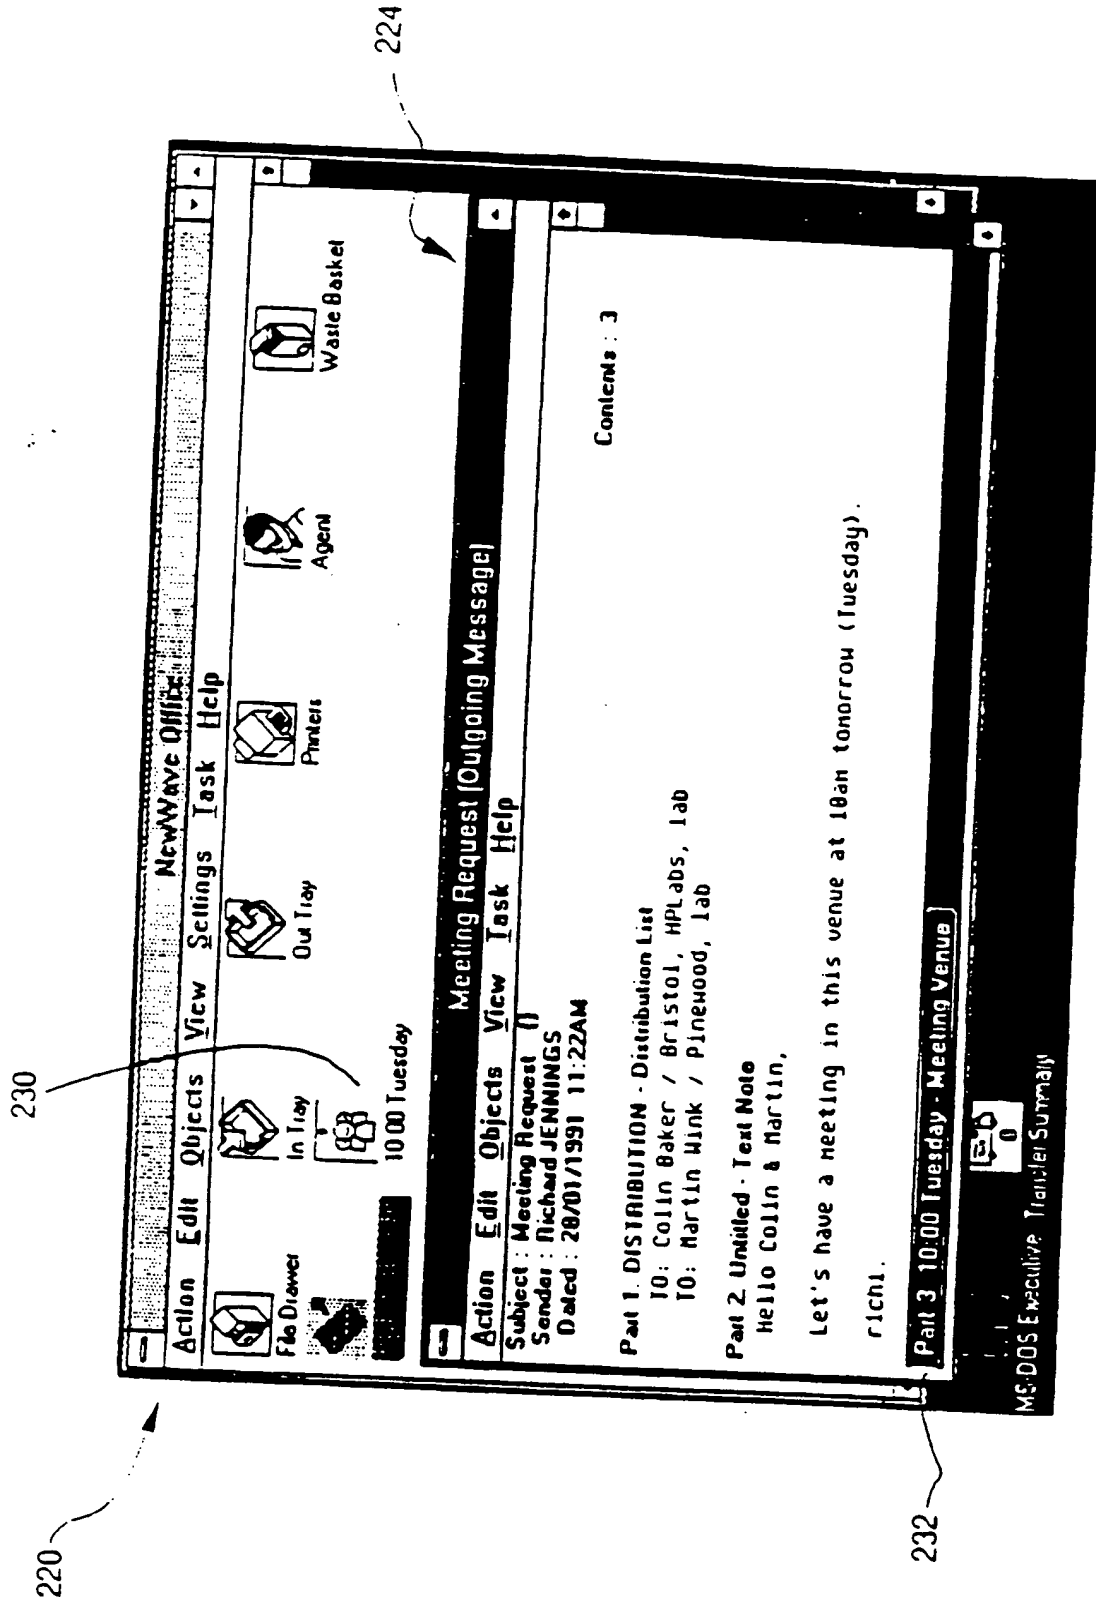 220
230
224
NewWave Office
Action Edit Objects View Settings Task Help
File Drawer
In Tray
Out Tray
Printers
Agent
Waste Basket
10:00 Tuesday
Meeting Request [Outgoing Message]
Action Edit Objects View Task Help
Subject : Meeting Request ()
Sender : Richard JENNINGS
Dated : 28/01/1991 11:22AM
Contents : 3
Part 1. DISTRIBUTION - Distribution List
TO: Colin Baker / Bristol, HPLabs, lab
TO: Martin Wink / Pinewood, lab
Part 2. Untitled - Text Note
Hello Colin & Martin,
Let's have a meeting in this venue at 10am tomorrow (Tuesday).
richi.
Part 3 10:00 Tuesday - Meeting Venue
MS-DOS Executive Transfer Summary
232